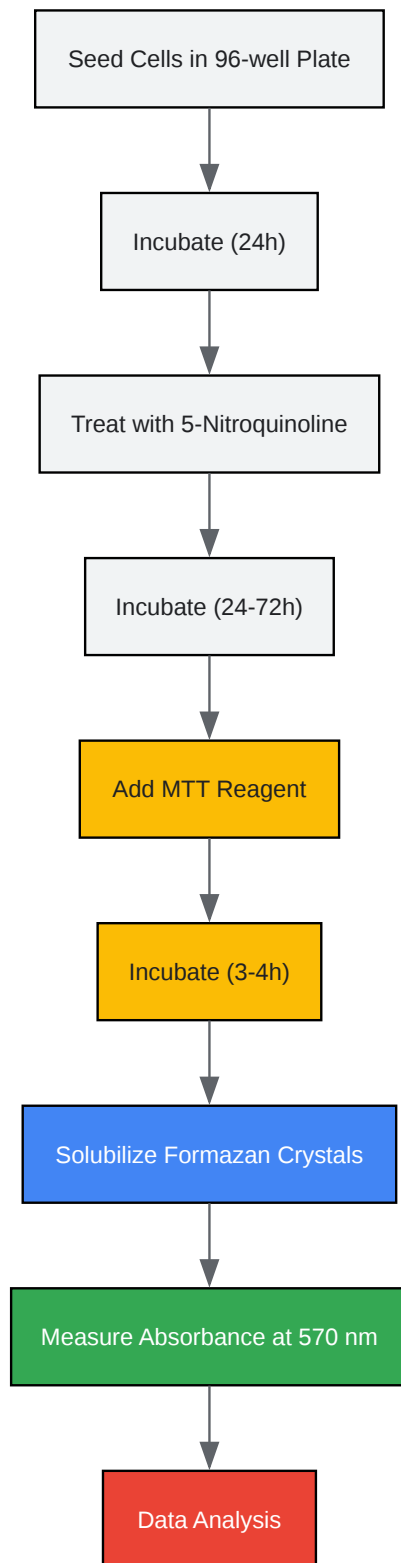 Seed Cells in 96-well Plate
Incubate (24h)
Treat with 5-Nitroquinoline
Incubate (24-72h)
Add MTT Reagent
Incubate (3-4h)
Solubilize Formazan Crystals
Measure Absorbance at 570 nm
Data Analysis